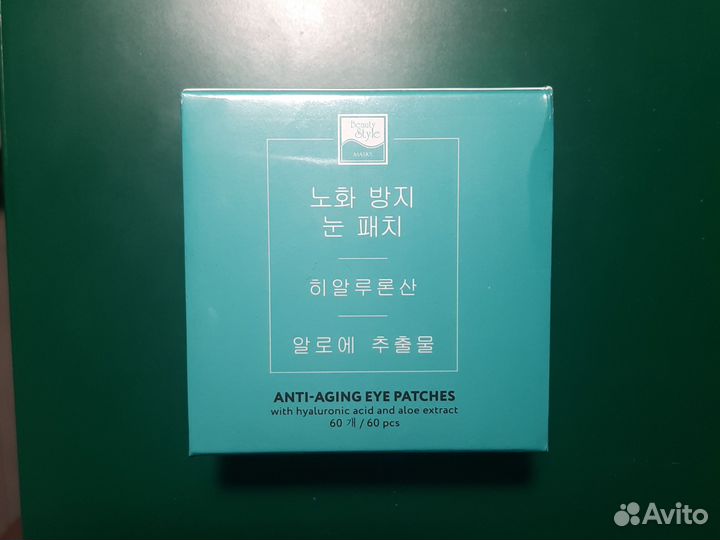 Beauty
Style
MASKS
노화 방지
눈 패치
히알루론산
알로에 추출물
ANTI-AGING EYE PATCHES
with hyaluronic acid and aloe extract
60 개 / 60 pcs
Avito